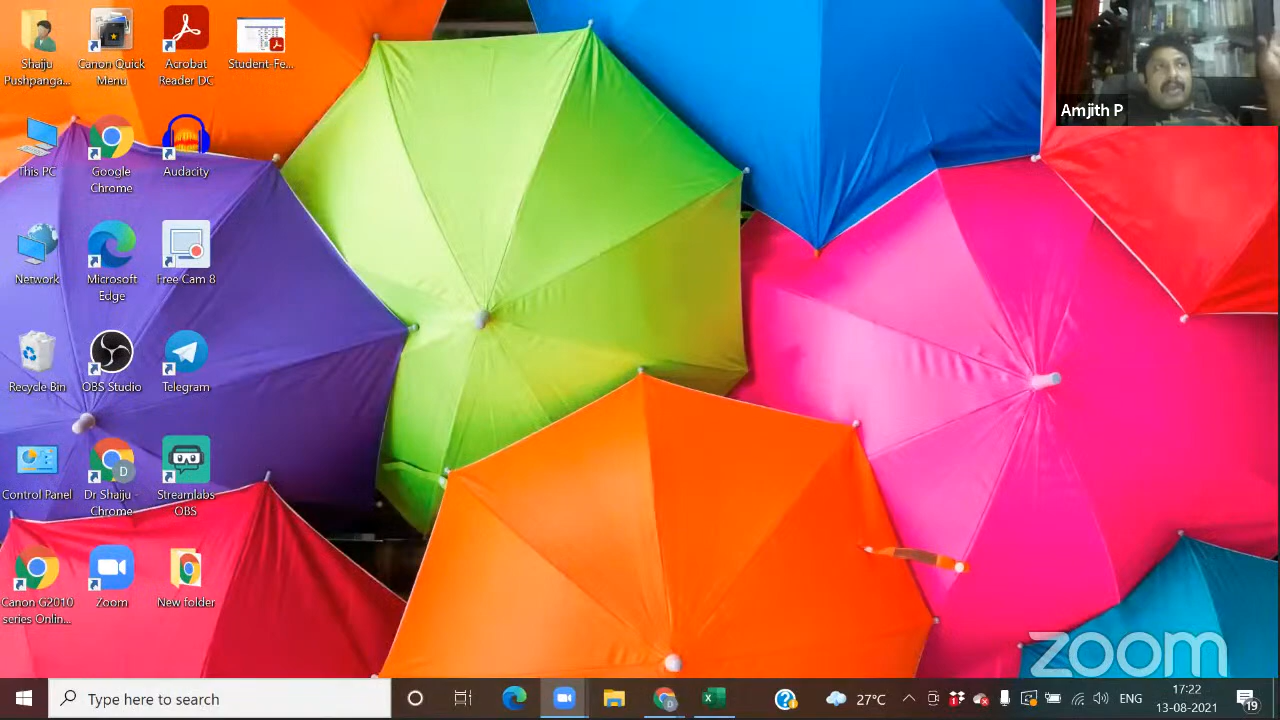 Shaiju
Pushpanga...
Canon Quick
Menu
Acrobat
Reader DC
Student-Fe...
Amjith P
This PC
Google
Chrome
Audacity
Network
Microsoft
Edge
Free Cam 8
Recycle Bin
OBS Studio
Telegram
Control Panel
D
Dr Shaiju -
Chrome
Streamlabs
OBS
Canon G2010
series Onlin...
Zoom
New folder
zoom
Type here to search
27°C
ENG
17:22
13-08-2021
19